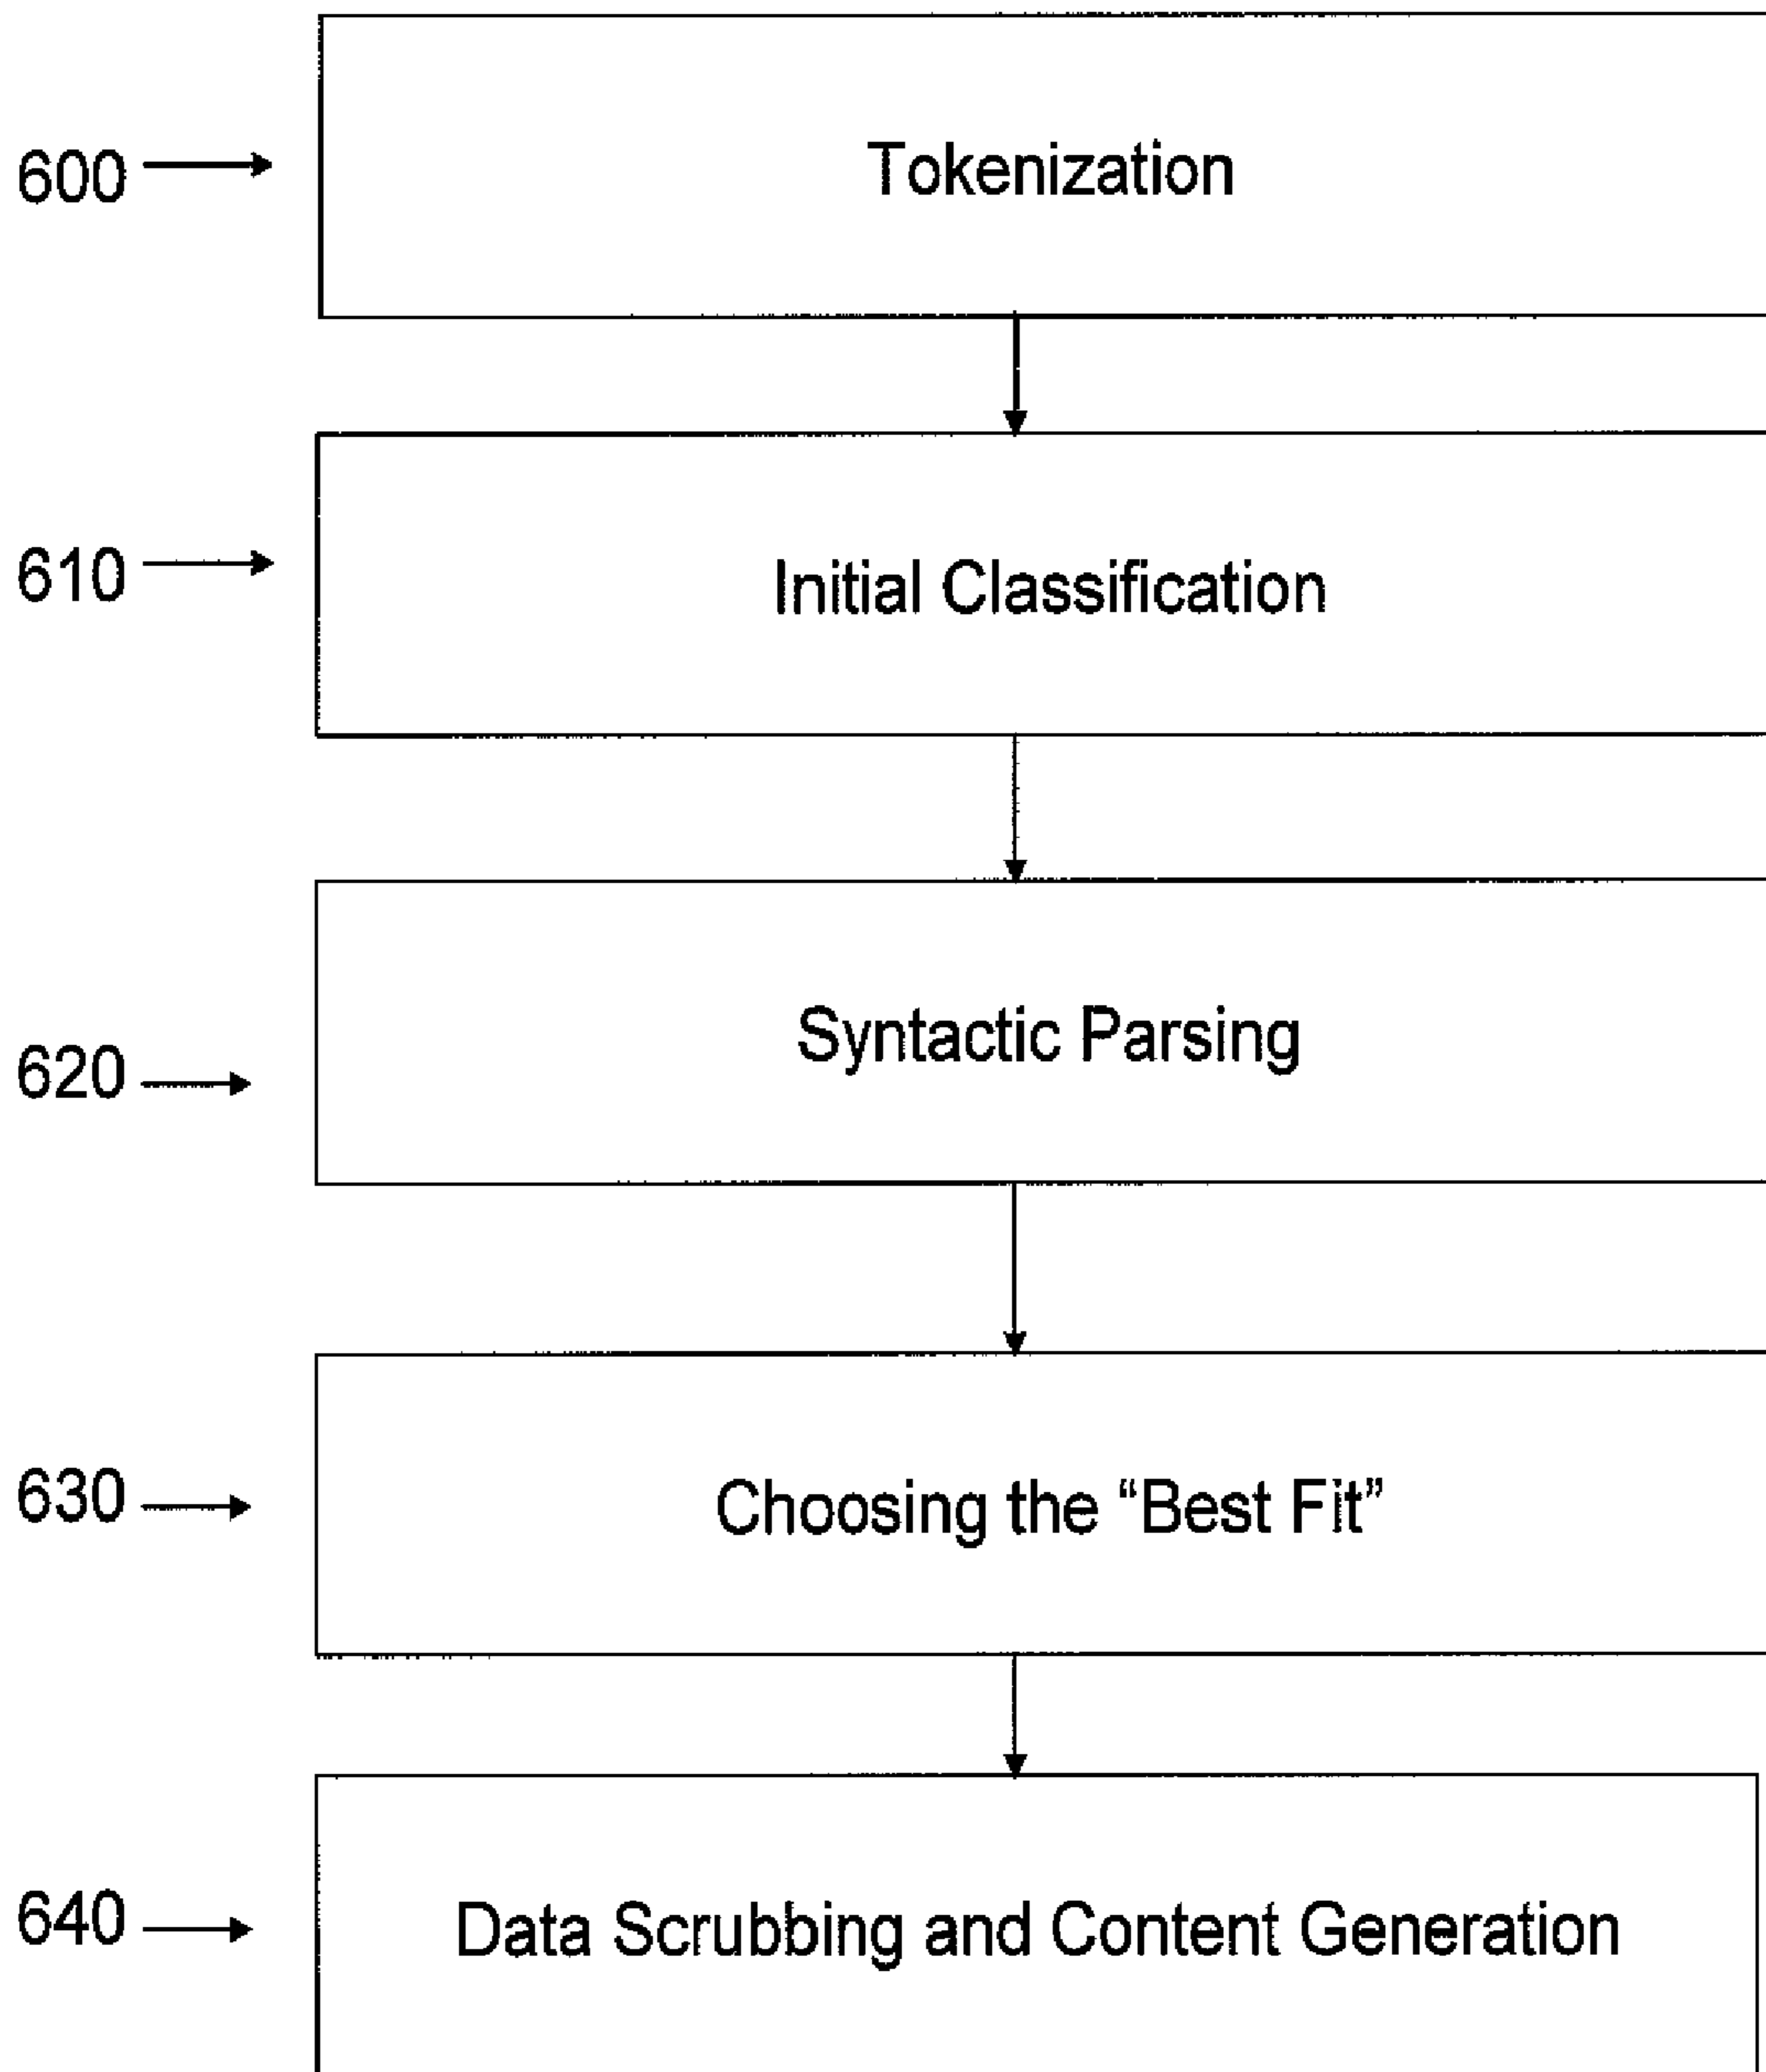 600
Tokenization
610
Initial Classification
620
Syntactic Parsing
630
Choosing the “Best Fit”
640
Data Scrubbing and Content Generation